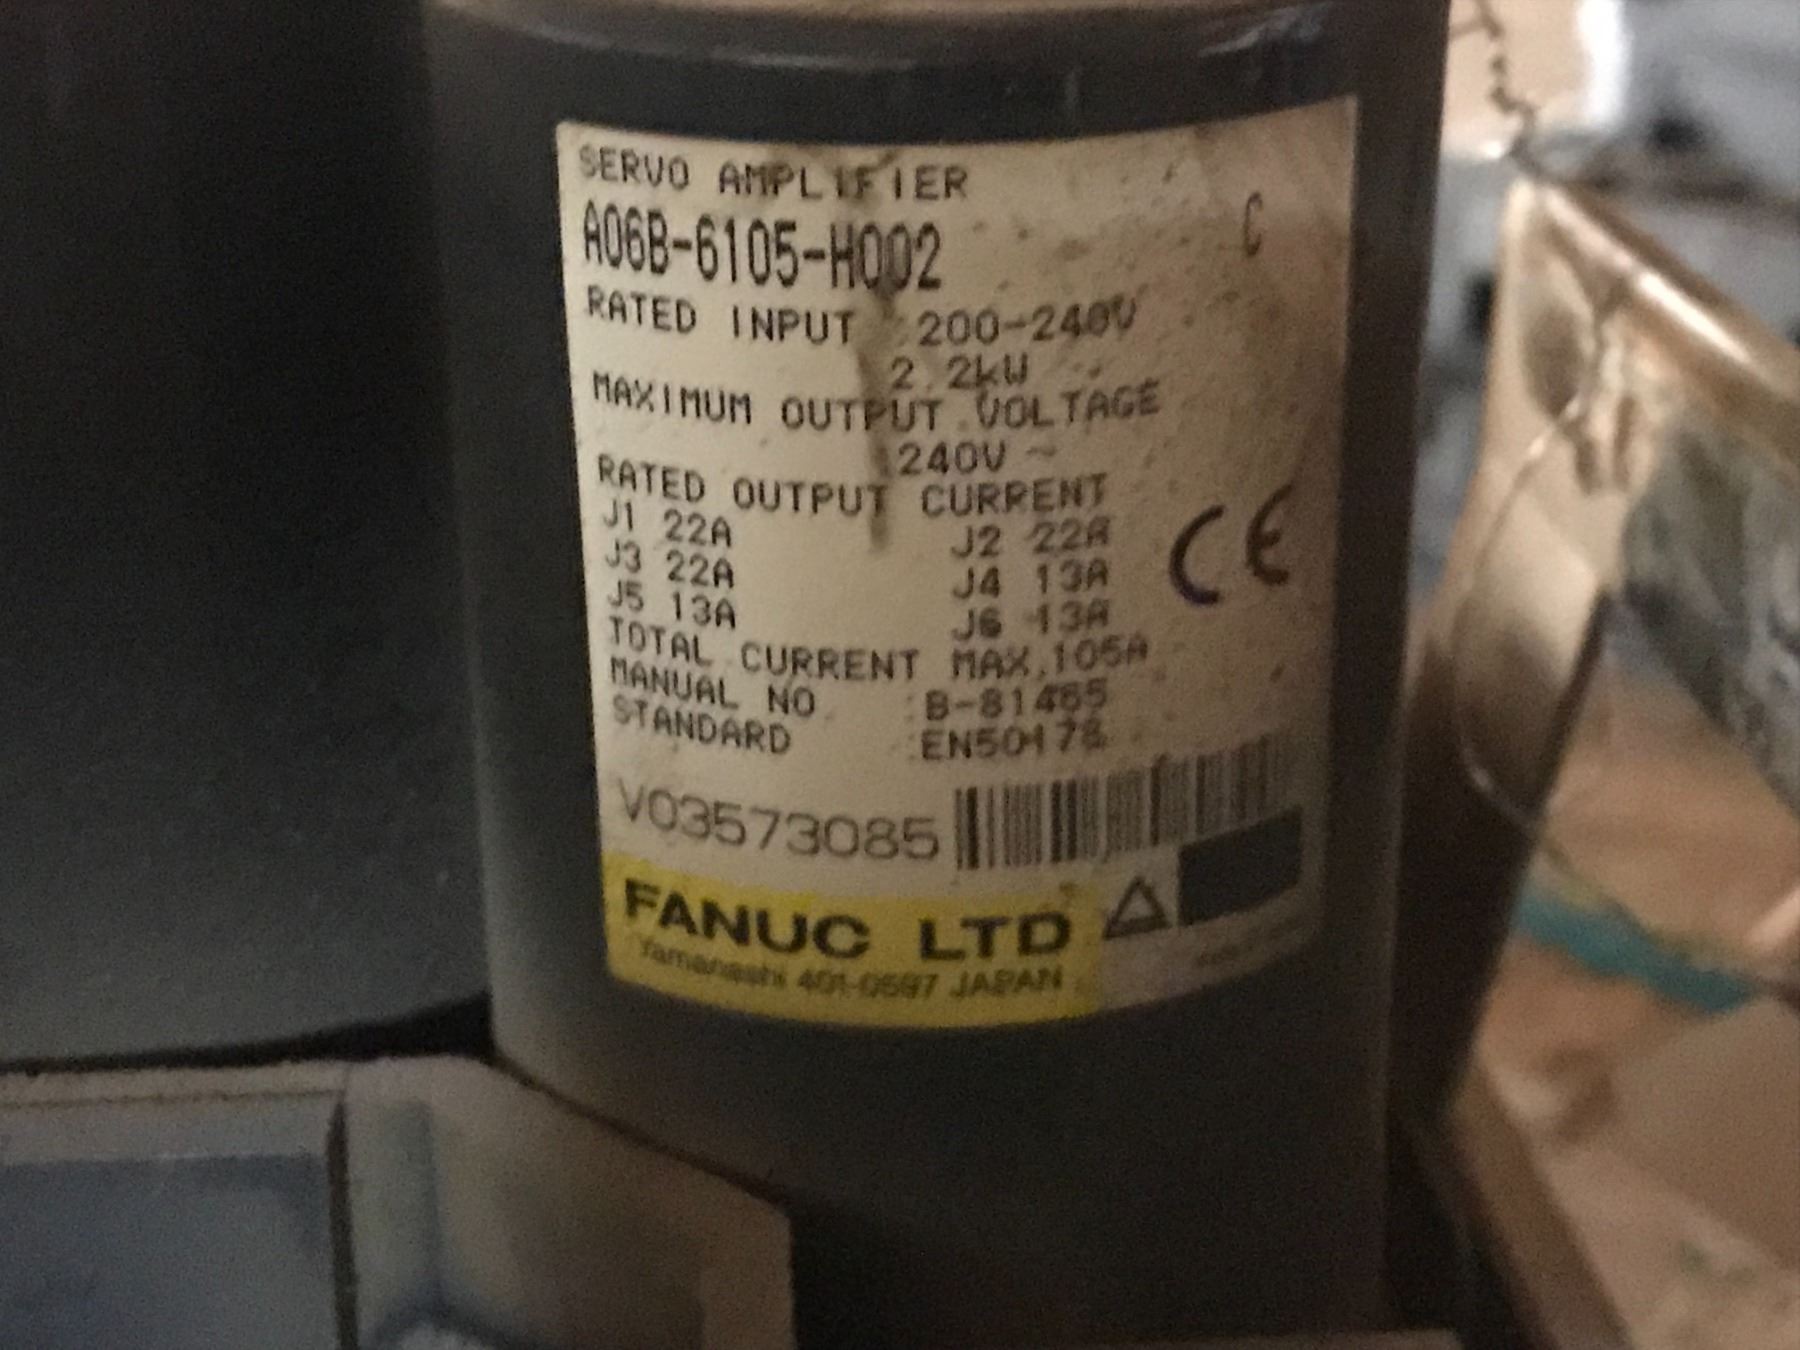 SERVO AMPLIFIER
A06B-6105-H002 C
RATED INPUT :200-240V
2.2kW
MAXIMUM OUTPUT VOLTAGE
240V ~
RATED OUTPUT CURRENT
J1 22A J2 22A
J3 22A J4 13A
J5 13A J6 13A
TOTAL CURRENT MAX.105A
MANUAL NO :B-81465
STANDARD :EN50178
CE
V03573085
FANUC LTD
Yamanashi 401-0597 JAPAN